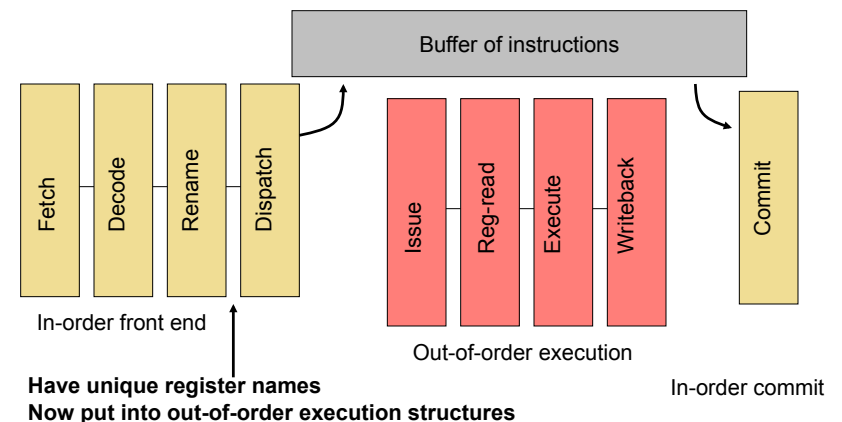 Buffer of instructions
Fetch
Decode
Rename
Dispatch
Issue
Reg-read
Execute
Writeback
Commit
In-order front end
Out-of-order execution
In-order commit
Have unique register names
Now put into out-of-order execution structures